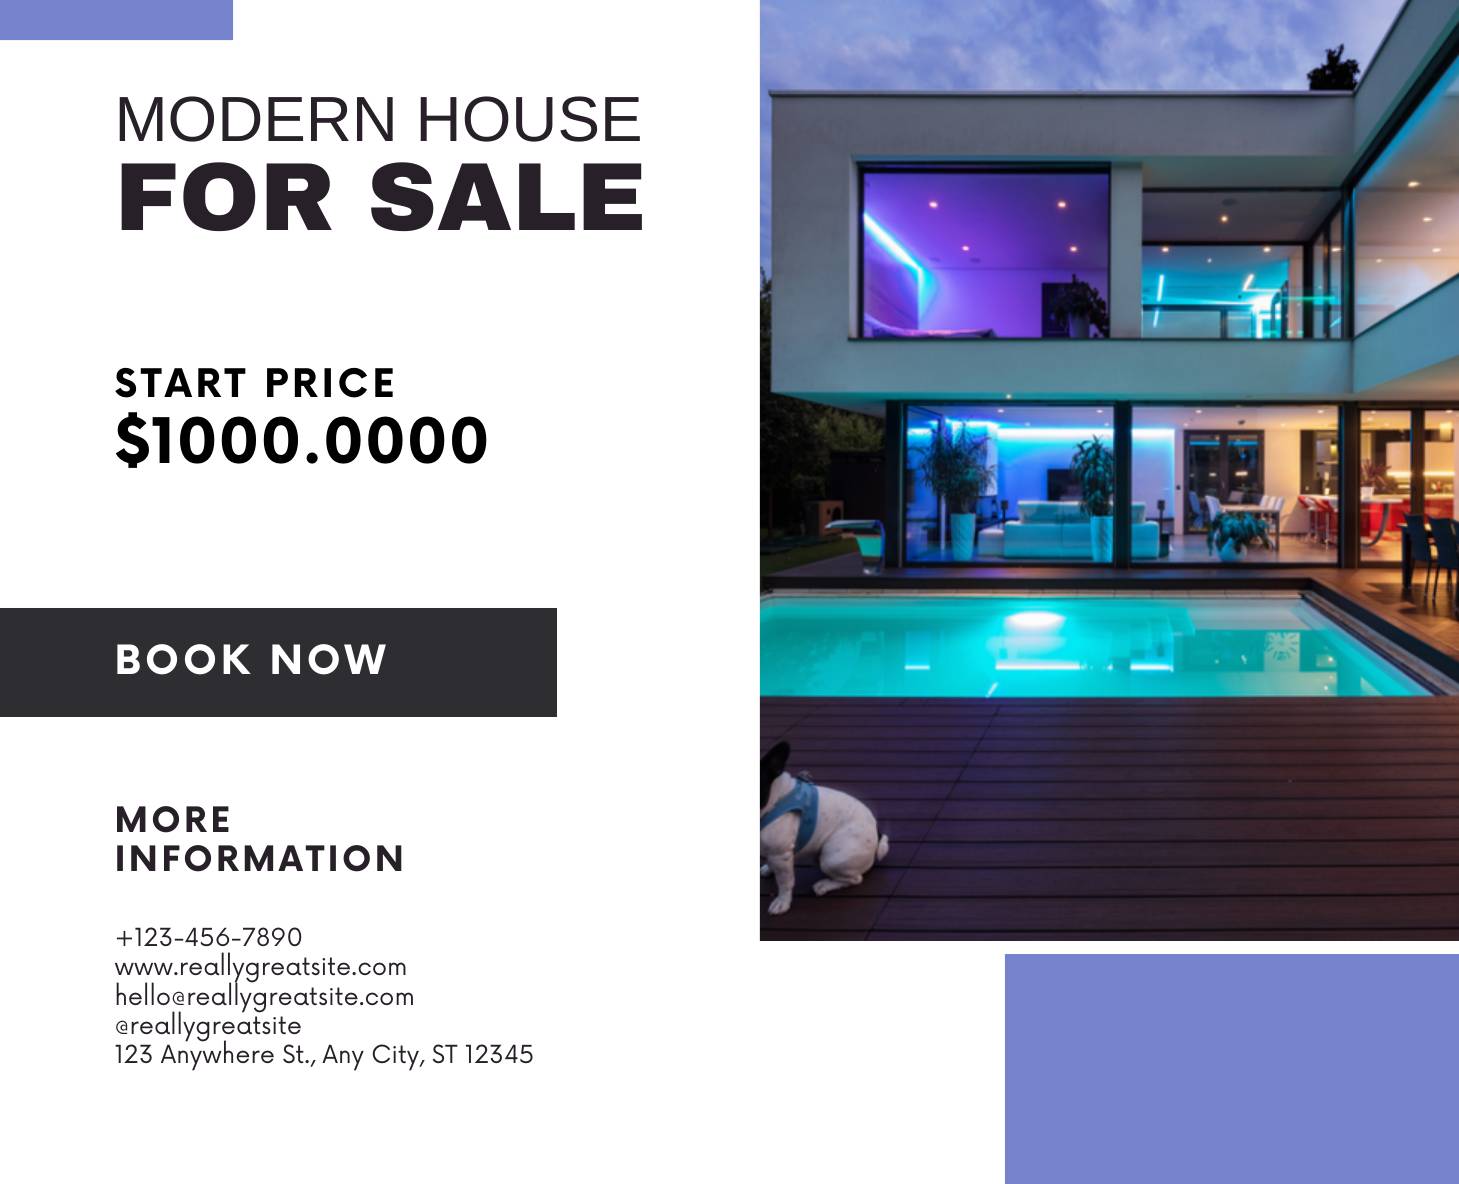 MODERN HOUSE
FOR SALE
START PRICE
$1000.0000
BOOK NOW
MORE
INFORMATION
+123-456-7890
www.reallygreatsite.com
hello@reallygreatsite.com
@reallygreatsite
123 Anywhere St., Any City, ST 12345